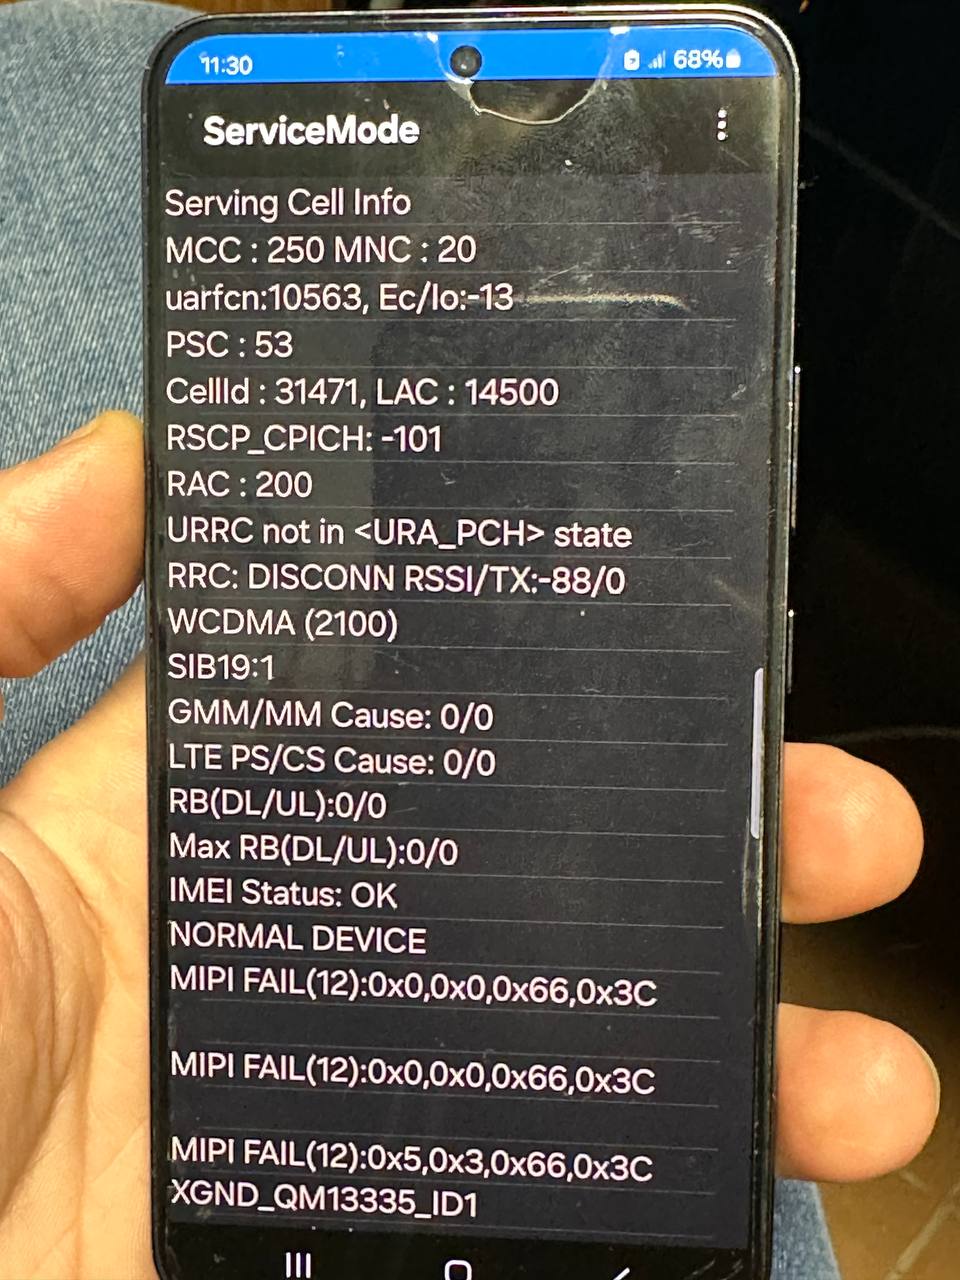 11:30
68%
ServiceMode
Serving Cell Info
MCC : 250 MNC : 20
uarfcn:10563, Ec/Io:-13
PSC : 53
CellId : 31471, LAC : 14500
RSCP_CPICH: -101
RAC : 200
URRC not in <URA_PCH> state
RRC: DISCONN RSSI/TX:-88/0
WCDMA (2100)
SIB19:1
GMM/MM Cause: 0/0
LTE PS/CS Cause: 0/0
RB(DL/UL):0/0
Max RB(DL/UL):0/0
IMEI Status: OK
NORMAL DEVICE
MIPI FAIL(12):0x0,0x0,0x66,0x3C
MIPI FAIL(12):0x0,0x0,0x66,0x3C
MIPI FAIL(12):0x5,0x3,0x66,0x3C
XGND_QM13335_ID1